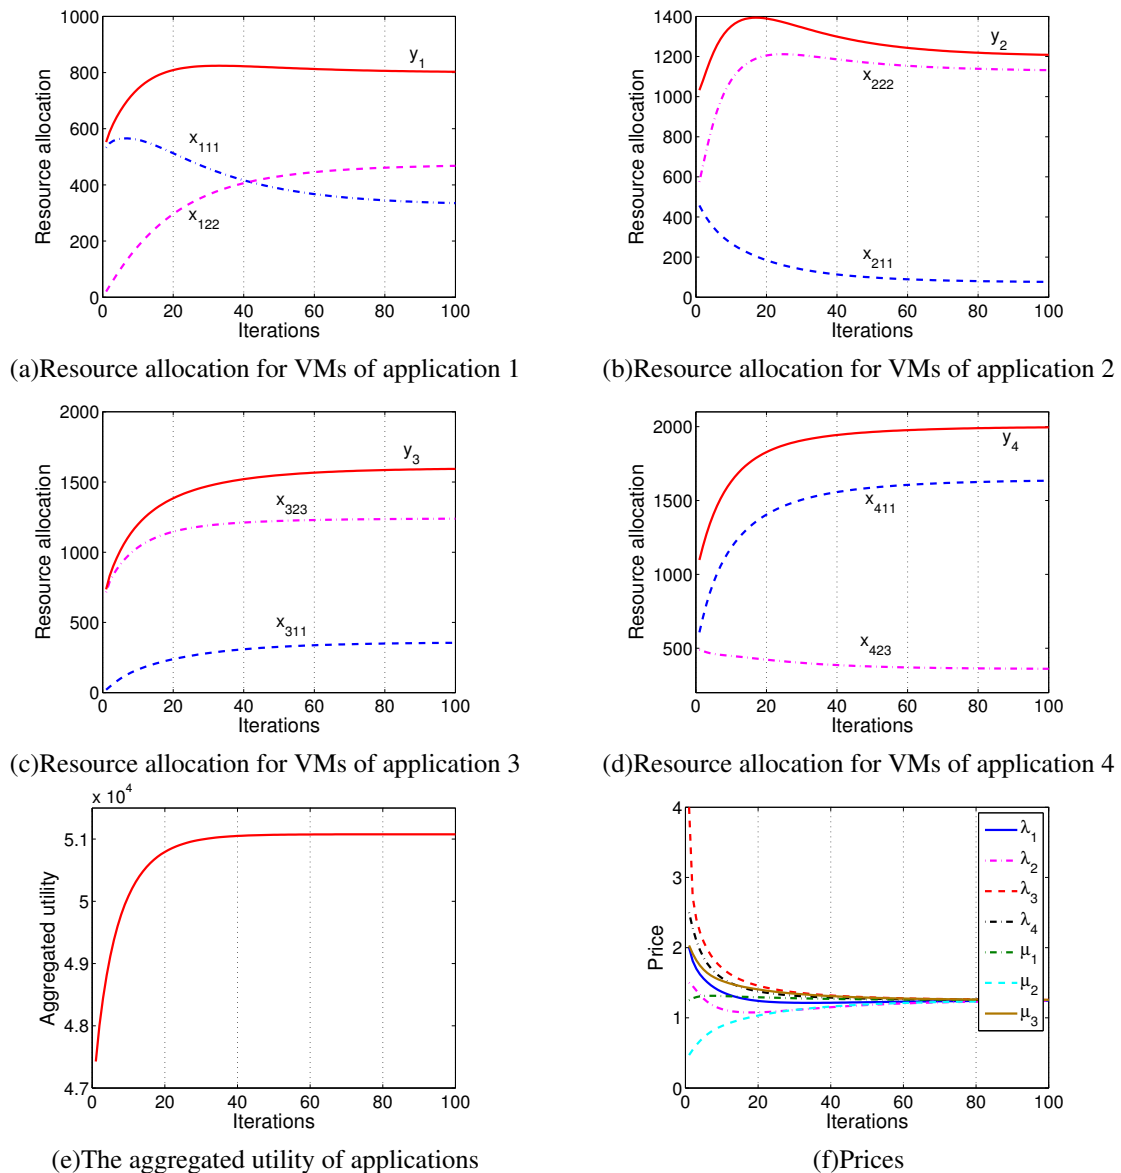 1000
800
600
400
200
0
Resource allocation
y1
x111
x122
0 20 40 60 80 100
Iterations
(a)Resource allocation for VMs of application 1
1400
1200
1000
800
600
400
200
0
Resource allocation
y2
x222
x211
0 20 40 60 80 100
Iterations
(b)Resource allocation for VMs of application 2
2000
1500
1000
500
0
Resource allocation
y3
x323
x311
0 20 40 60 80 100
Iterations
(c)Resource allocation for VMs of application 3
2000
1500
1000
500
Resource allocation
y4
x411
x423
0 20 40 60 80 100
Iterations
(d)Resource allocation for VMs of application 4
x 10^4
5.1
5
4.9
4.8
4.7
Aggregated utility
0 20 40 60 80 100
Iterations
(e)The aggregated utility of applications
4
3
2
1
0
Price
λ1
λ2
λ3
λ4
μ1
μ2
μ3
0 20 40 60 80 100
Iterations
(f)Prices